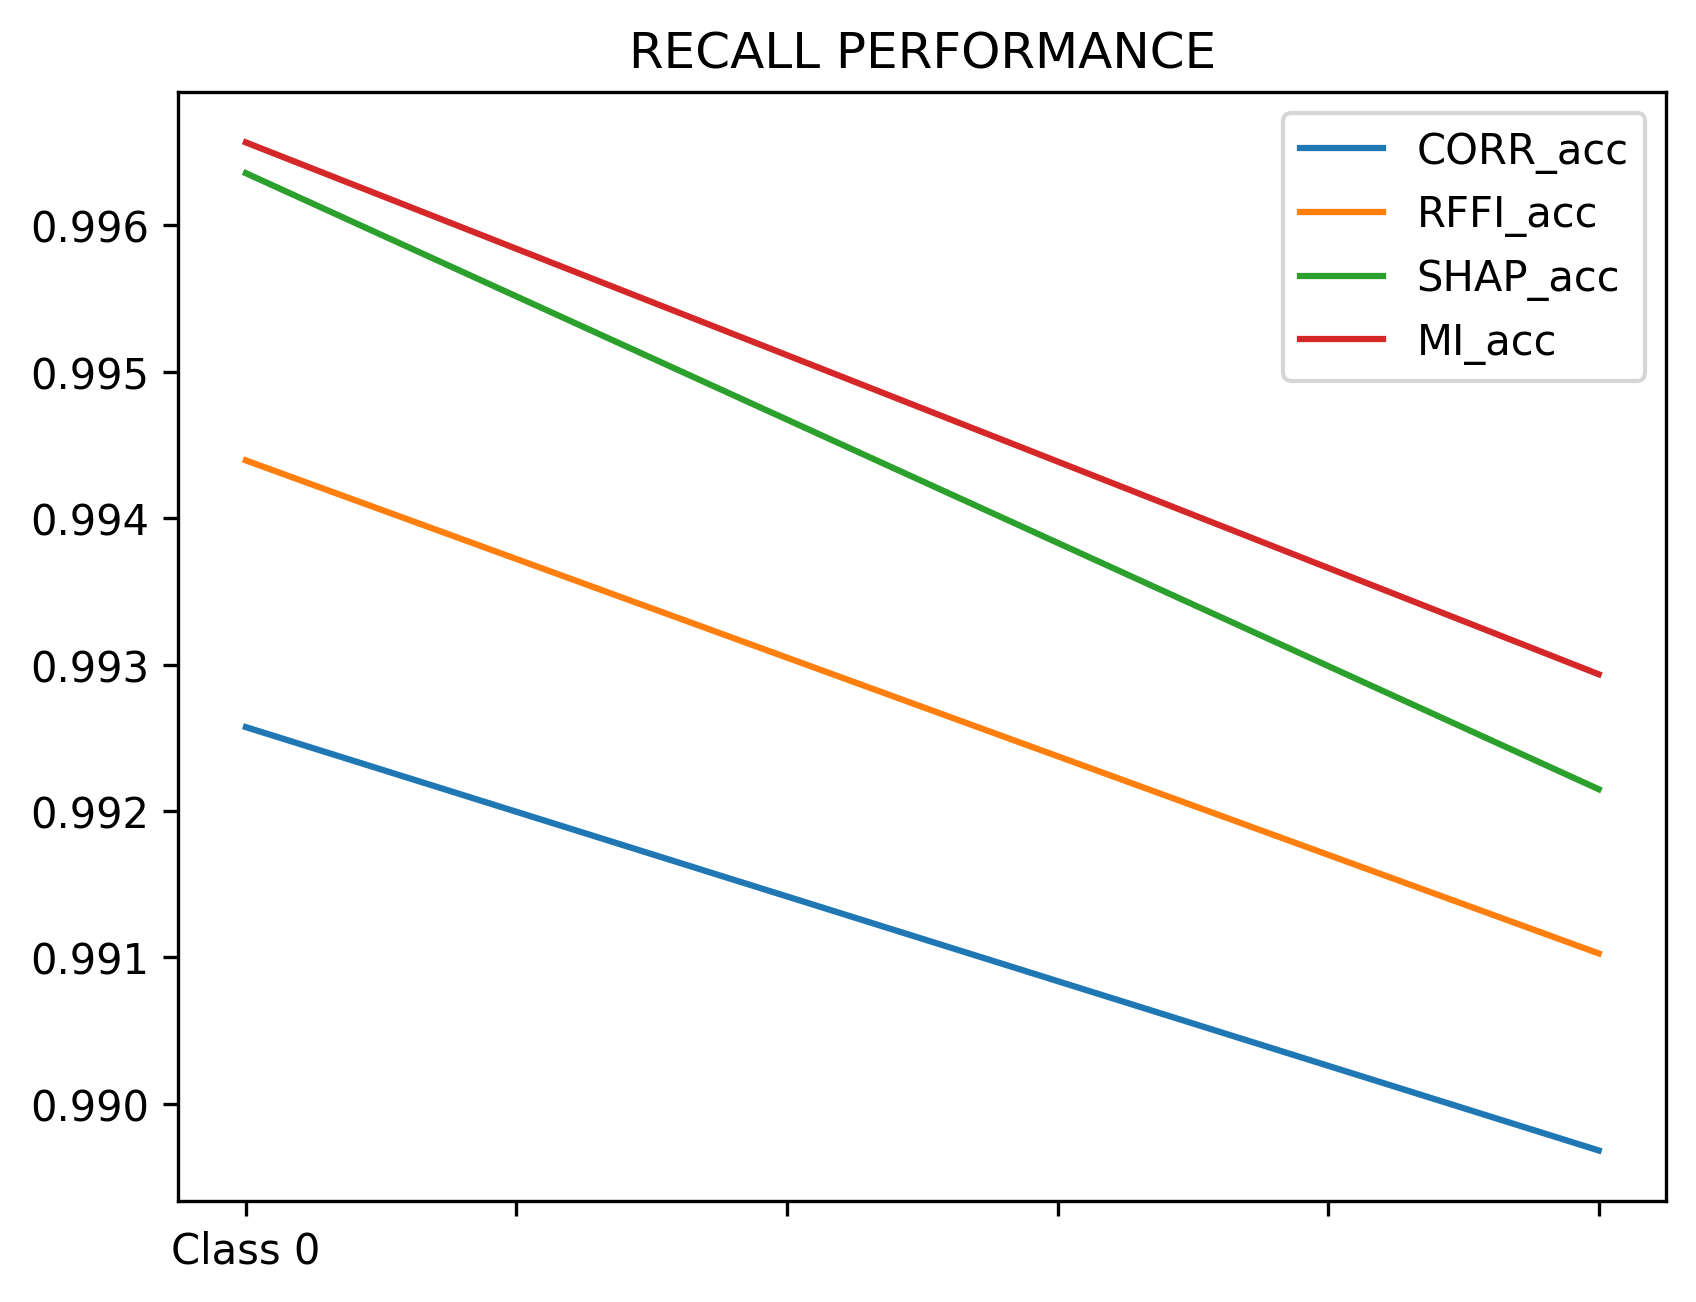 RECALL PERFORMANCE
CORR_acc
RFFI_acc
SHAP_acc
MI_acc
0.996
0.995
0.994
0.993
0.992
0.991
0.990
Class 0